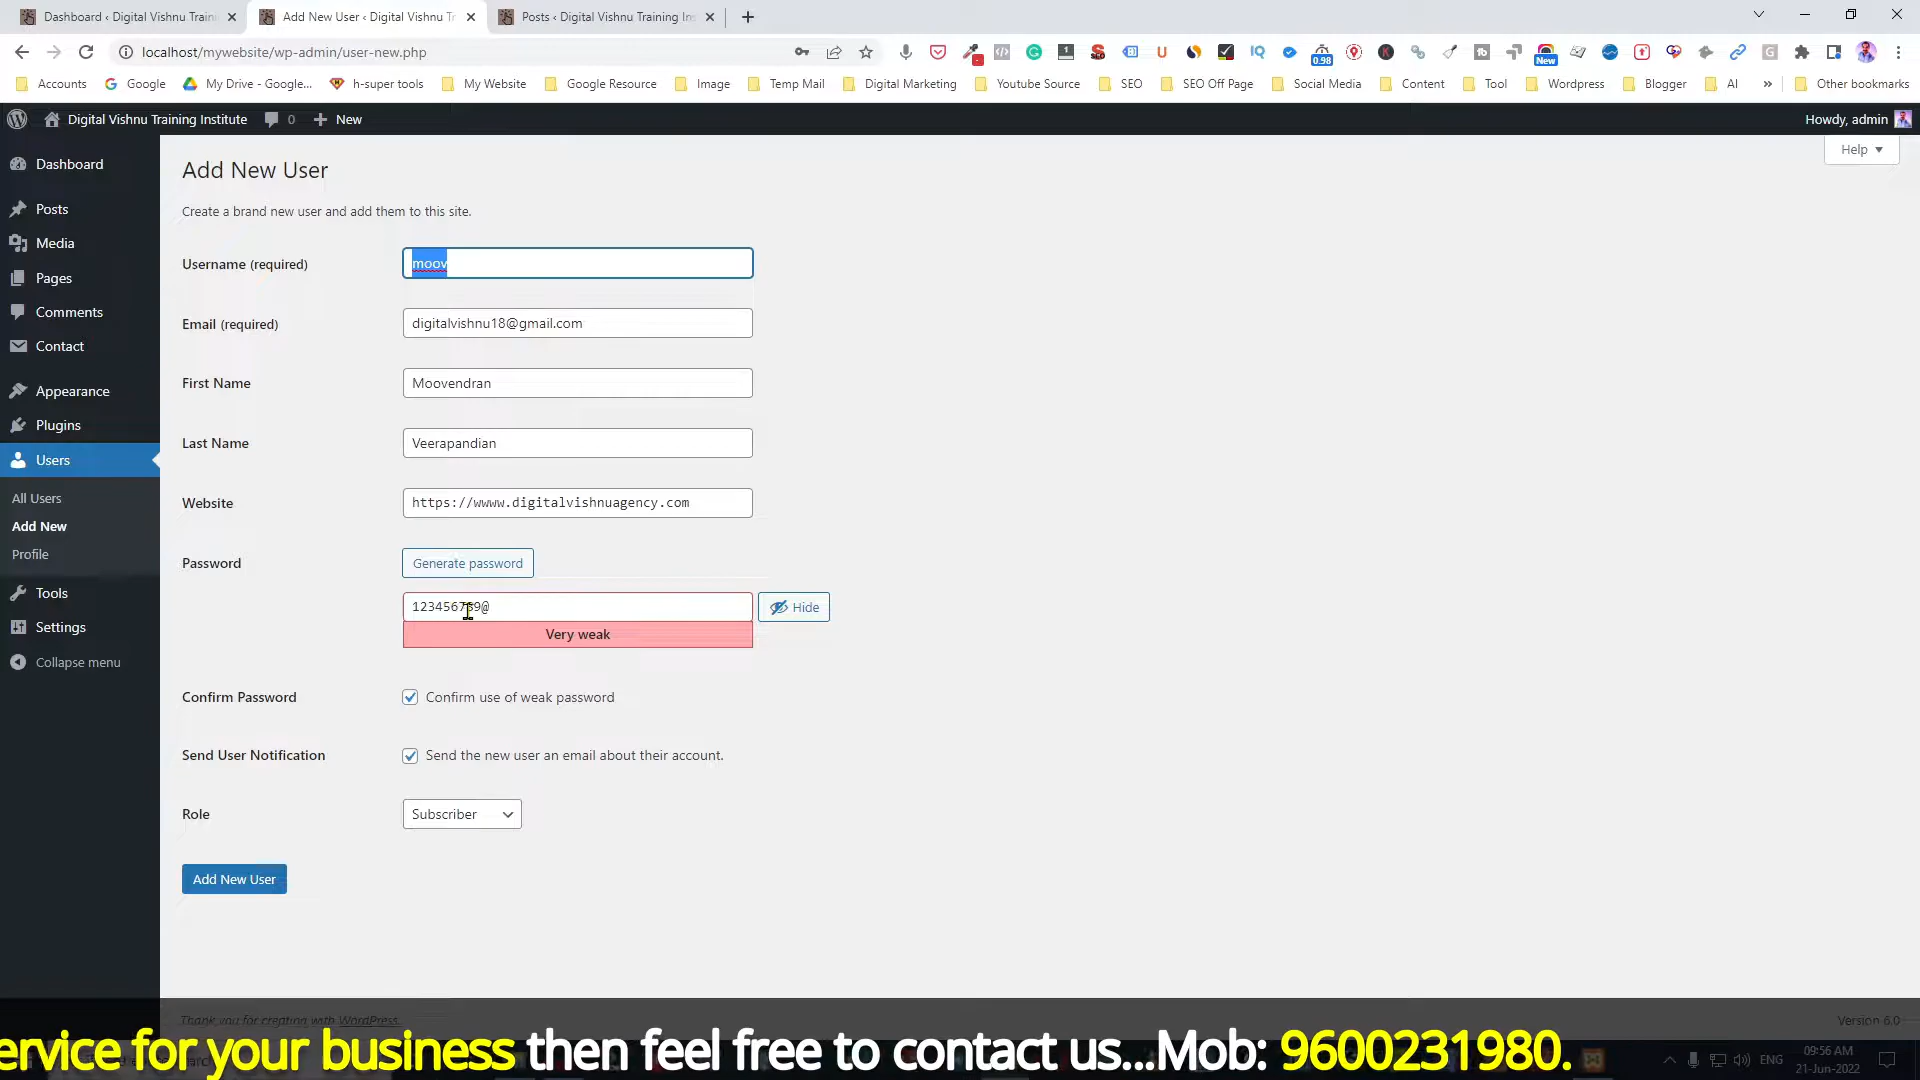 Dashboard ‹ Digital Vishnu Train
Add New User ‹ Digital Vishnu Tr
Posts ‹ Digital Vishnu Training In
localhost/mywebsite/wp-admin/user-new.php
0.98
New
Accounts
Google
My Drive - Google...
h-super tools
My Website
Google Resource
Image
Temp Mail
Digital Marketing
Youtube Source
SEO
SEO Off Page
Social Media
Content
Tool
Wordpress
Blogger
AI
»
Other bookmarks
Digital Vishnu Training Institute
0
New
Howdy, admin
Help
Dashboard
Posts
Media
Pages
Comments
Contact
Appearance
Plugins
Users
All Users
Add New
Profile
Tools
Settings
Collapse menu
Add New User
Create a brand new user and add them to this site.
Username (required)
moov
Email (required)
digitalvishnu18@gmail.com
First Name
Moovendran
Last Name
Veerapandian
Website
https://wwww.digitalvishnuagency.com
Password
Generate password
123456789@
Hide
Very weak
Confirm Password
Confirm use of weak password
Send User Notification
Send the new user an email about their account.
Role
Subscriber
Add New User
Thank you for creating with WordPress.
Version 6.0
ervice for your business then feel free to contact us...Mob: 9600231980.
ENG
09:56 AM
21-Jun-2022